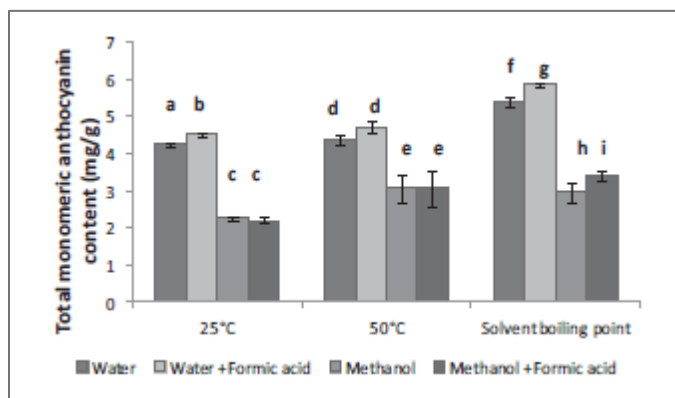 Total monomeric anthocyanin
content (mg/g)
7
6
5
4
3
2
1
0
a b c c d d e e f g h i
25°C 50°C Solvent boiling point
Water Water +Formic acid Methanol Methanol +Formic acid